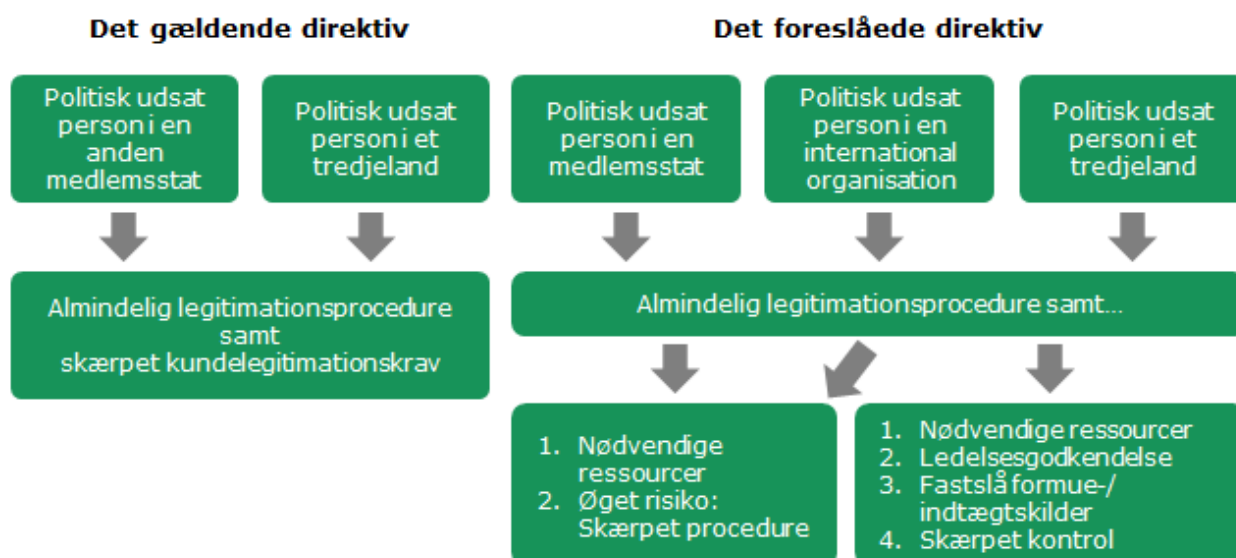 Det gældende direktiv
Det foreslåede direktiv
Politisk udsat
person i en
anden
medlemsstat
Politisk udsat
person i et
tredjeland
Politisk udsat
person i en
medlemsstat
Politisk udsat
person i en
international
organisation
Politisk udsat
person i et
tredjeland
Almindelig legitimationsprocedure
samt
skærpet kundelegitimationskrav
Almindelig legitimationsprocedure samt...
1. Nødvendige
ressourcer
2. Øget risiko:
Skærpet procedure
1. Nødvendige ressourcer
2. Ledelsesgodkendelse
3. Fastslå formue-/
indtægtskilder
4. Skærpet kontrol